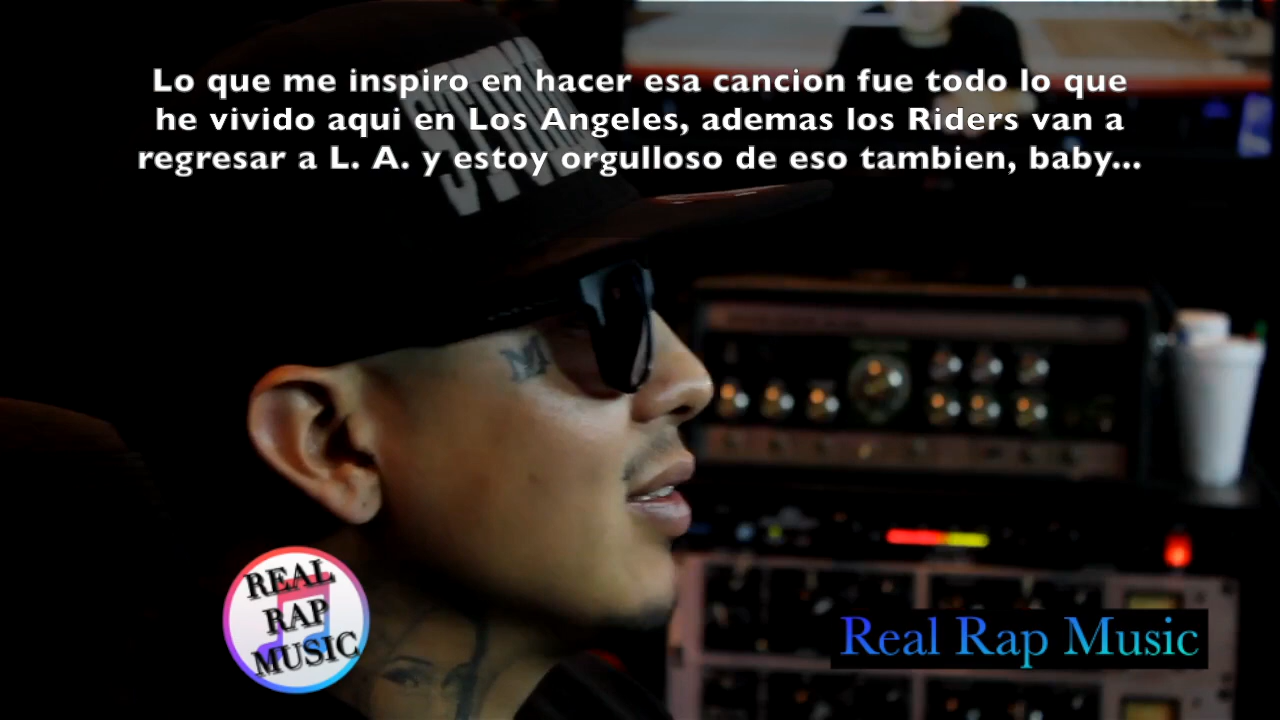 Lo que me inspiro en hacer esa cancion fue todo lo que
he vivido aqui en Los Angeles, ademas los Riders van a
regresar a L. A. y estoy orgulloso de eso tambien, baby...
M
REAL
RAP
MUSIC
Real Rap Music